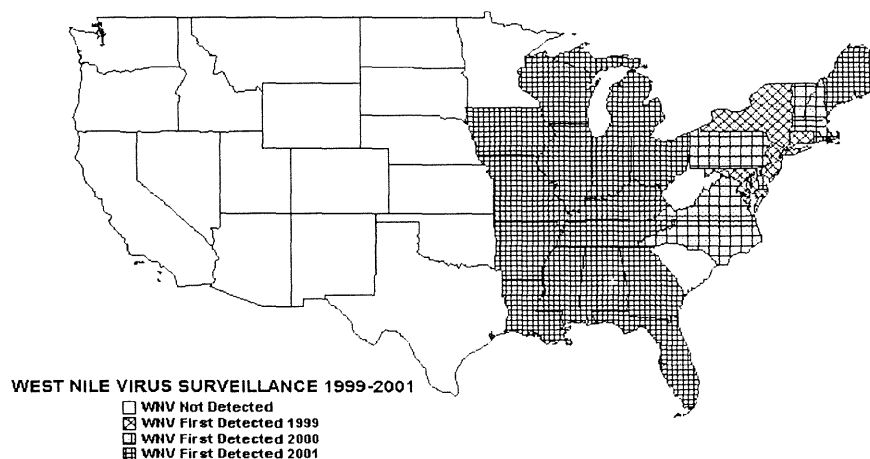 WEST NILE VIRUS SURVEILLANCE 1999-2001
WNV Not Detected
WNV First Detected 1999
WNV First Detected 2000
WNV First Detected 2001